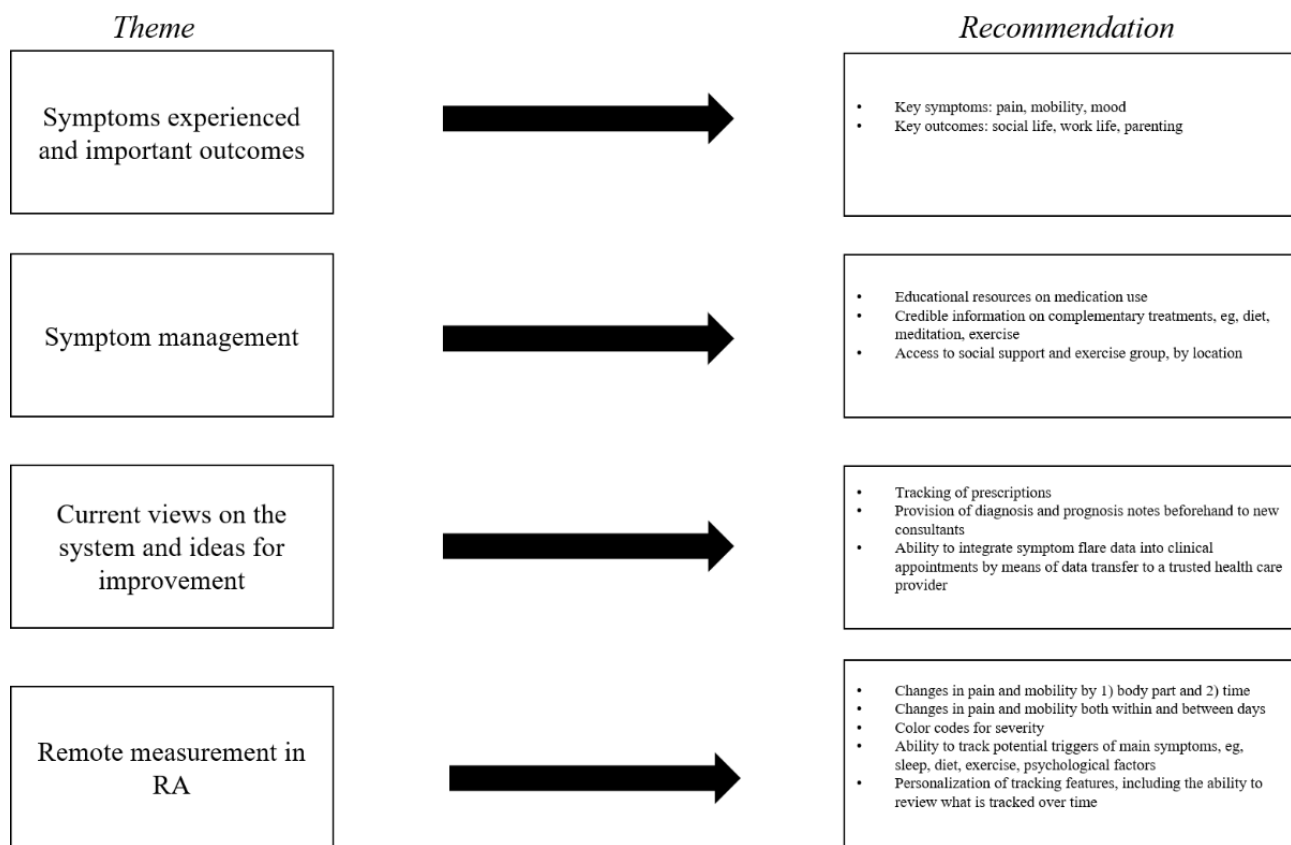 Theme
Recommendation
Symptoms experienced
and important outcomes
• Key symptoms: pain, mobility, mood
• Key outcomes: social life, work life, parenting
Symptom management
• Educational resources on medication use
• Credible information on complementary treatments, eg, diet,
meditation, exercise
• Access to social support and exercise group, by location
Current views on the
system and ideas for
improvement
• Tracking of prescriptions
• Provision of diagnosis and prognosis notes beforehand to new
consultants
• Ability to integrate symptom flare data into clinical
appointments by means of data transfer to a trusted health care
provider
Remote measurement in
RA
• Changes in pain and mobility by 1) body part and 2) time
• Changes in pain and mobility both within and between days
• Color codes for severity
• Ability to track potential triggers of main symptoms, eg,
sleep, diet, exercise, psychological factors
• Personalization of tracking features, including the ability to
review what is tracked over time